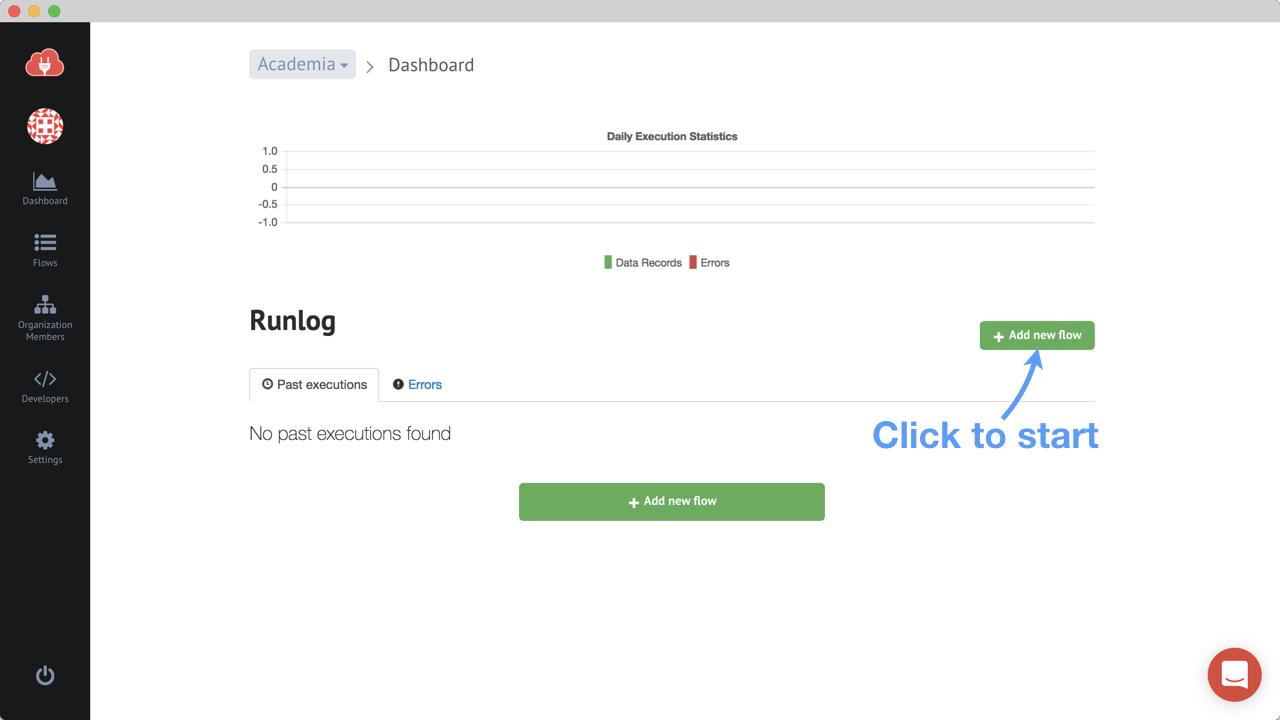 Academia > Dashboard
Daily Execution Statistics
1.0
0.5
0
-0.5
-1.0
Data Records Errors
Dashboard
Flows
Organization
Members
Developers
Settings
Runlog
+ Add new flow
Past executions Errors
Click to start
No past executions found
+ Add new flow